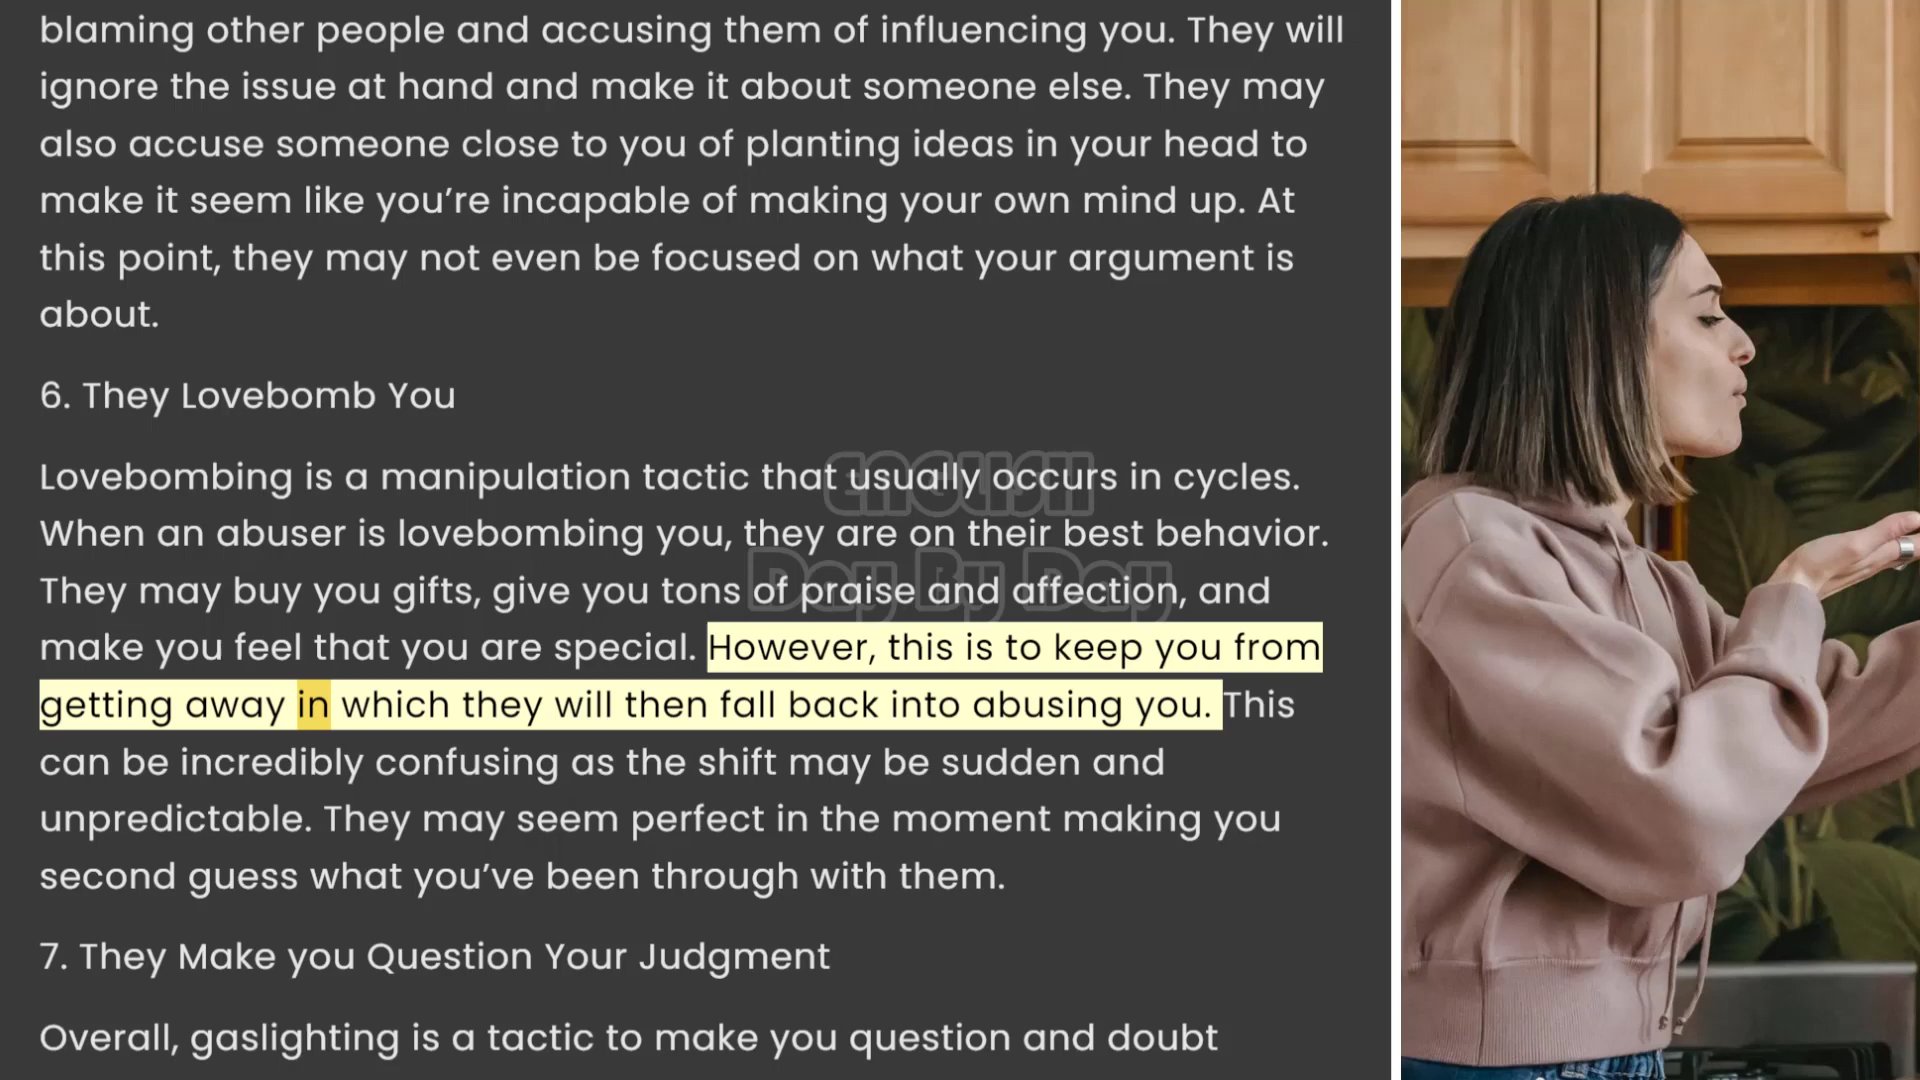 blaming other people and accusing them of influencing you. They will
ignore the issue at hand and make it about someone else. They may
also accuse someone close to you of planting ideas in your head to
make it seem like you’re incapable of making your own mind up. At
this point, they may not even be focused on what your argument is
about.
6. They Lovebomb You
Lovebombing is a manipulation tactic that usually occurs in cycles.
When an abuser is lovebombing you, they are on their best behavior.
They may buy you gifts, give you tons of praise and affection, and
make you feel that you are special. However, this is to keep you from
getting away in which they will then fall back into abusing you. This
can be incredibly confusing as the shift may be sudden and
unpredictable. They may seem perfect in the moment making you
second guess what you’ve been through with them.
7. They Make you Question Your Judgment
Overall, gaslighting is a tactic to make you question and doubt
English
Day By Day